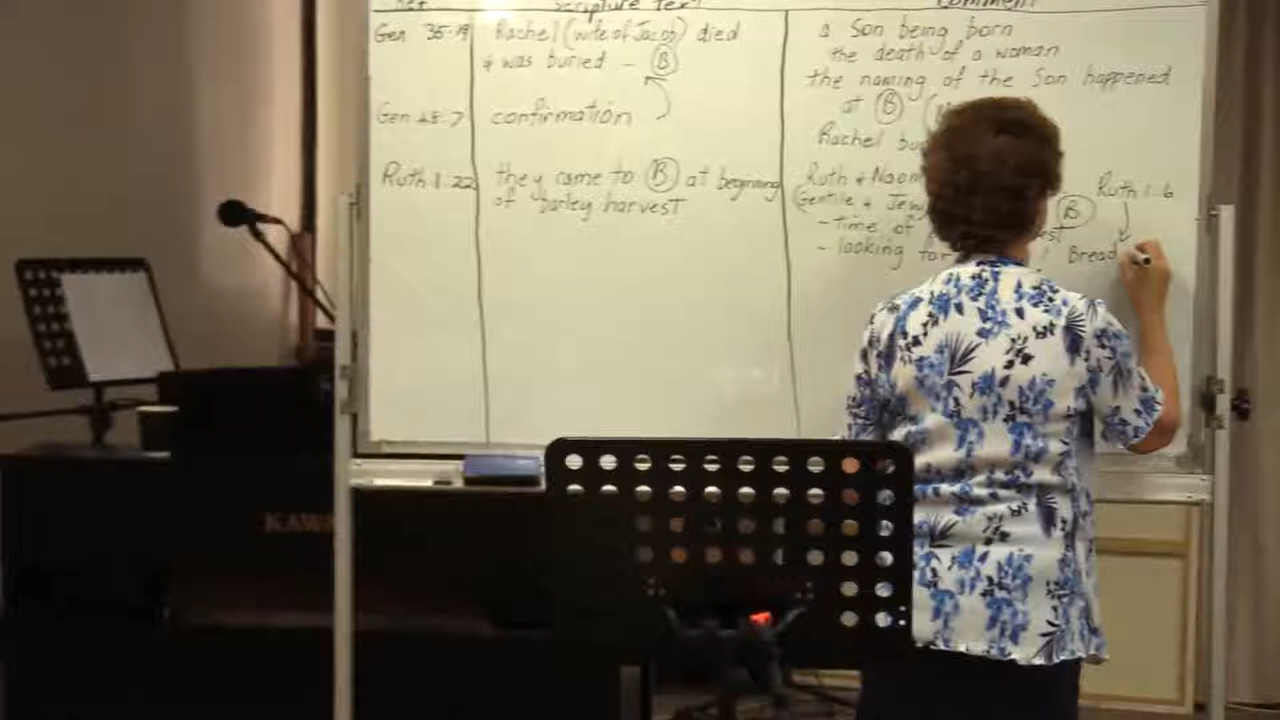 Ref Scripture Text Comment
Gen 35:19 Rachel (wife of Jacob) died
& was buried - B
Gen 48:7 confirmation
Ruth 1:22 they came to B at beginning
of barley harvest
a Son being born
the death of a woman
the naming of the Son happened
at B
Rachel
Ruth & Naom
(Gentile & Jew B Ruth 1:6
- time of
- looking for Bread
KAWA